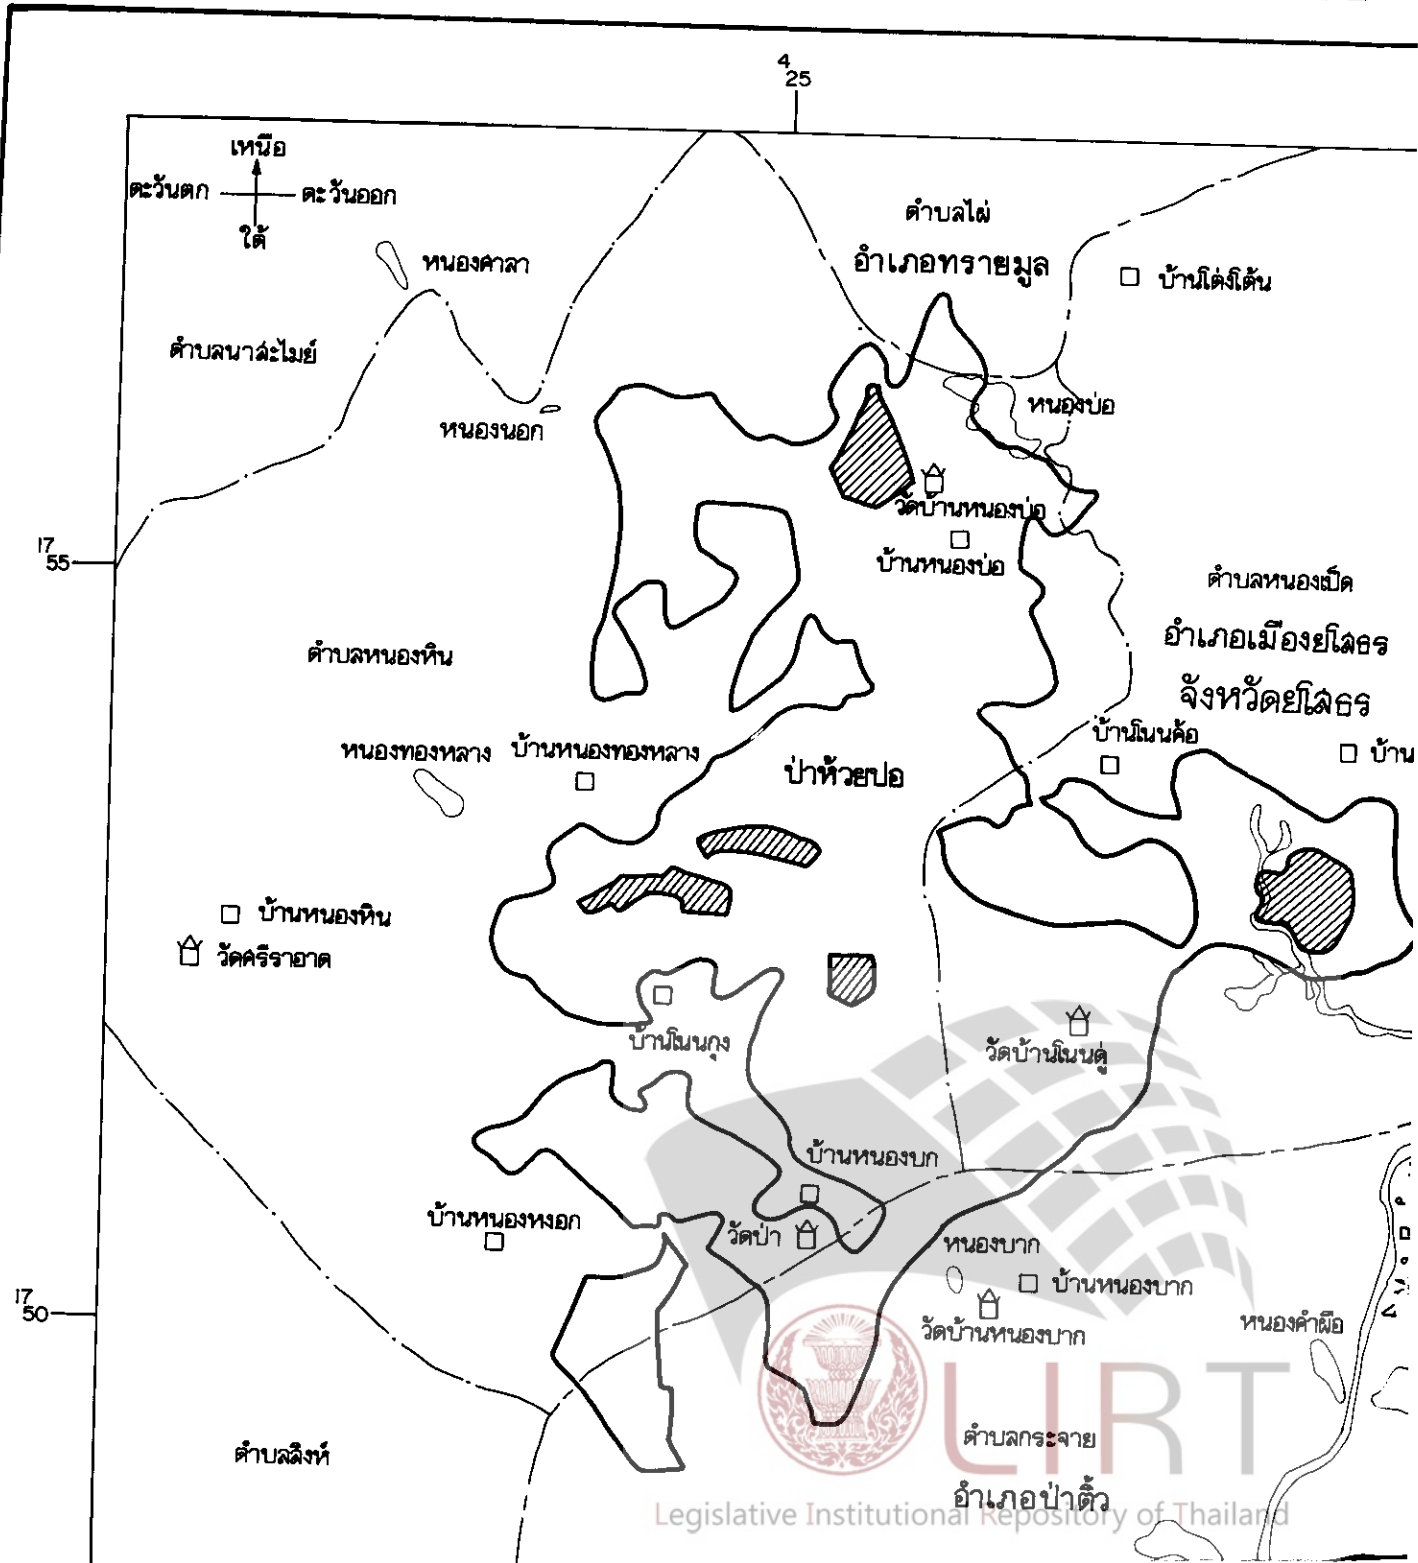 4
25
เหนือ
ตะวันตก
ตะวันออก
ใต้
ตำบลไผ่
หนองศาลา
อำเภอทรายมูล
บ้านโต่งโต้น
ตำบลนาสะไมย์
หนองนอก
หนองบ่อ
วัดบ้านหนองบ่อ
17
55
บ้านหนองบ่อ
ตำบลหนองเป็ด
อำเภอเมืองยโสธร
ตำบลหนองหิน
จังหวัดยโสธร
บ้านโนนค้อ
หนองทองหลาง
บ้านหนองทองหลาง
บ้าน
ป่าห้วยปอ
บ้านหนองหิน
วัดศรีราอาด
บ้านโนนกุง
วัดบ้านโนนดู่
บ้านหนองบก
บ้านหนองหงอก
วัดป่า
หนองบาก
บ้านหนองบาก
17
50
วัดบ้านหนองบาก
หนองคำผือ
LIRT
ตำบลกระจาย
ตำบลสิงห์
อำเภอป่าติ้ว
Legislative Institutional Repository of Thailand